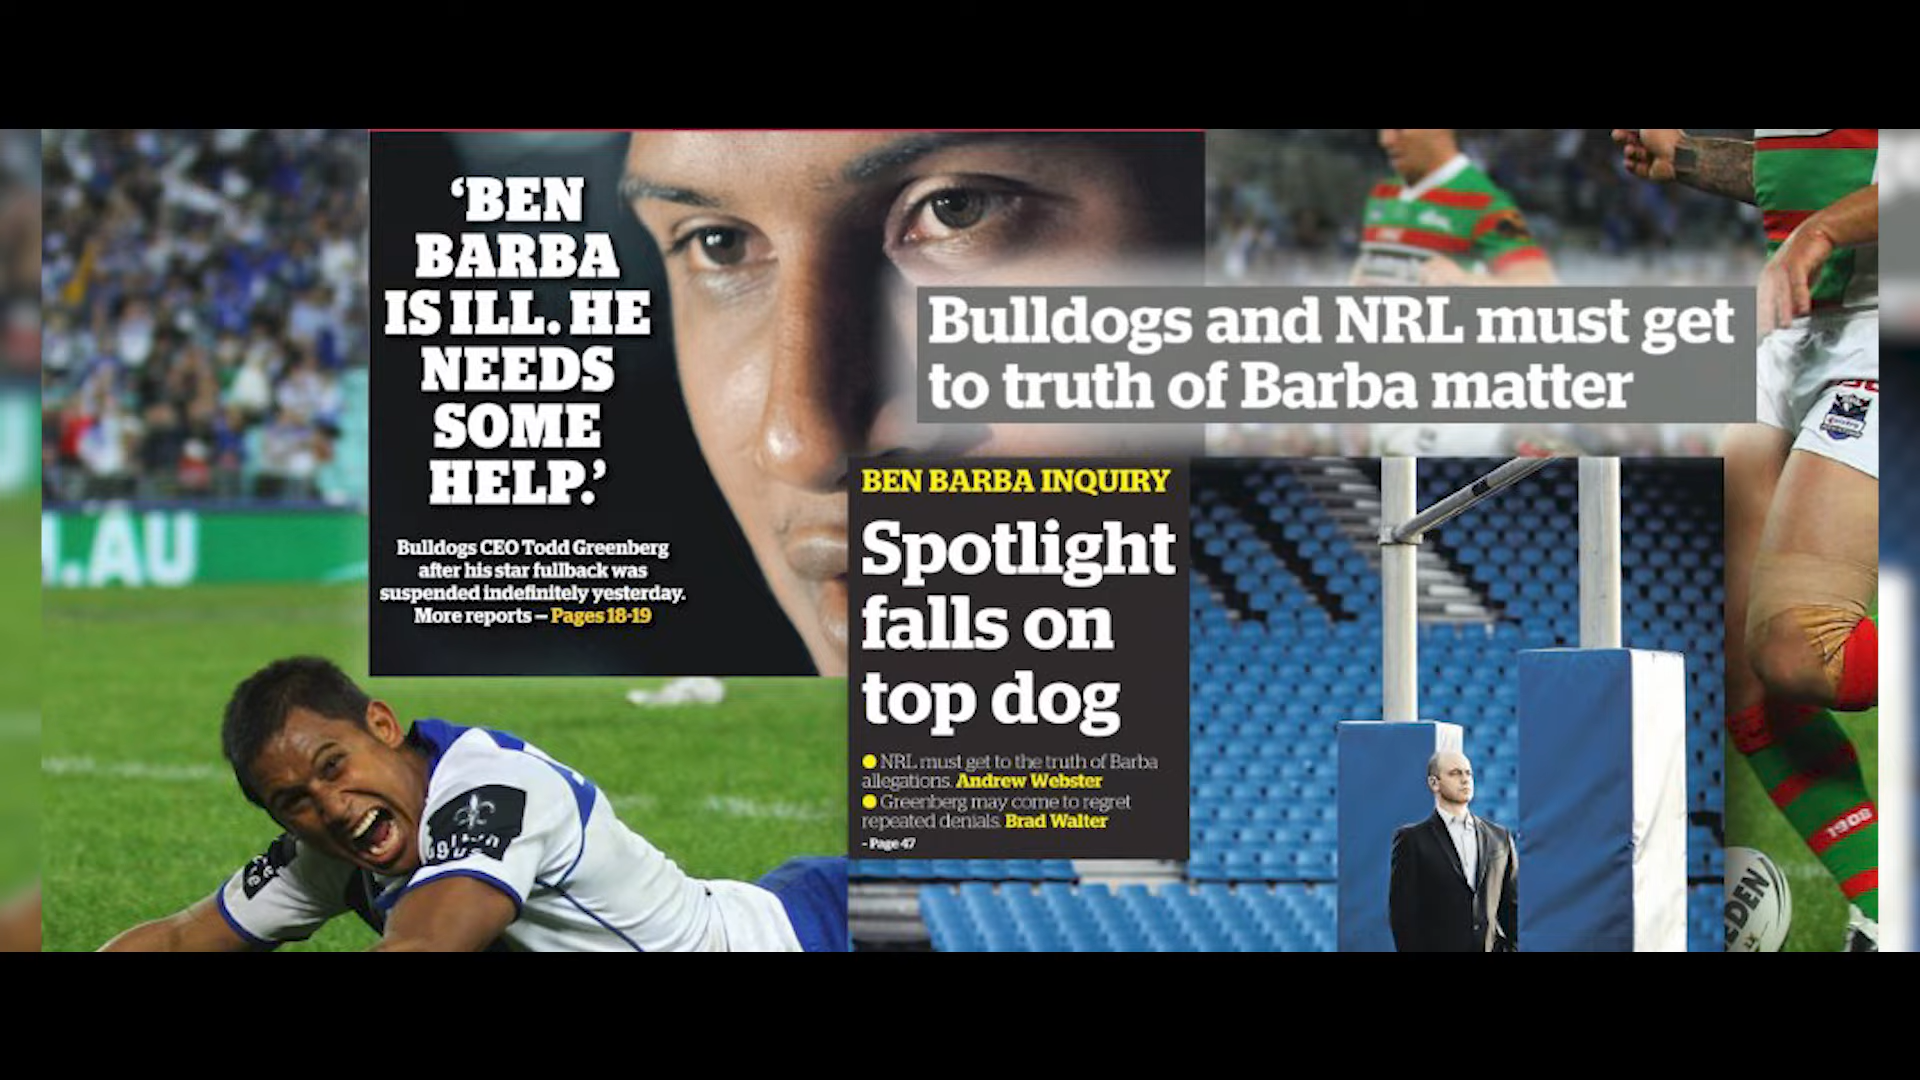 ‘BEN
BARBA
IS ILL. HE
NEEDS
SOME
HELP.’
Bulldogs CEO Todd Greenberg
after his star fullback was
suspended indefinitely yesterday.
More reports – Pages 18-19
Bulldogs and NRL must get
to truth of Barba matter
BEN BARBA INQUIRY
Spotlight
falls on
top dog
● NRL must get to the truth of Barba
allegations. Andrew Webster
● Greenberg may come to regret
repeated denials. Brad Walter
- Page 47
.AU
1908